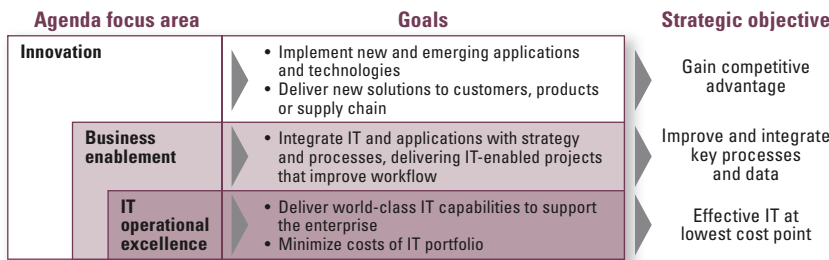 Agenda focus area
Goals
Strategic objective
Innovation
• Implement new and emerging applications
and technologies
• Deliver new solutions to customers, products
or supply chain
Gain competitive
advantage
Business
enablement
• Integrate IT and applications with strategy
and processes, delivering IT-enabled projects
that improve workflow
Improve and integrate
key processes
and data
IT
operational
excellence
• Deliver world-class IT capabilities to support
the enterprise
• Minimize costs of IT portfolio
Effective IT at
lowest cost point